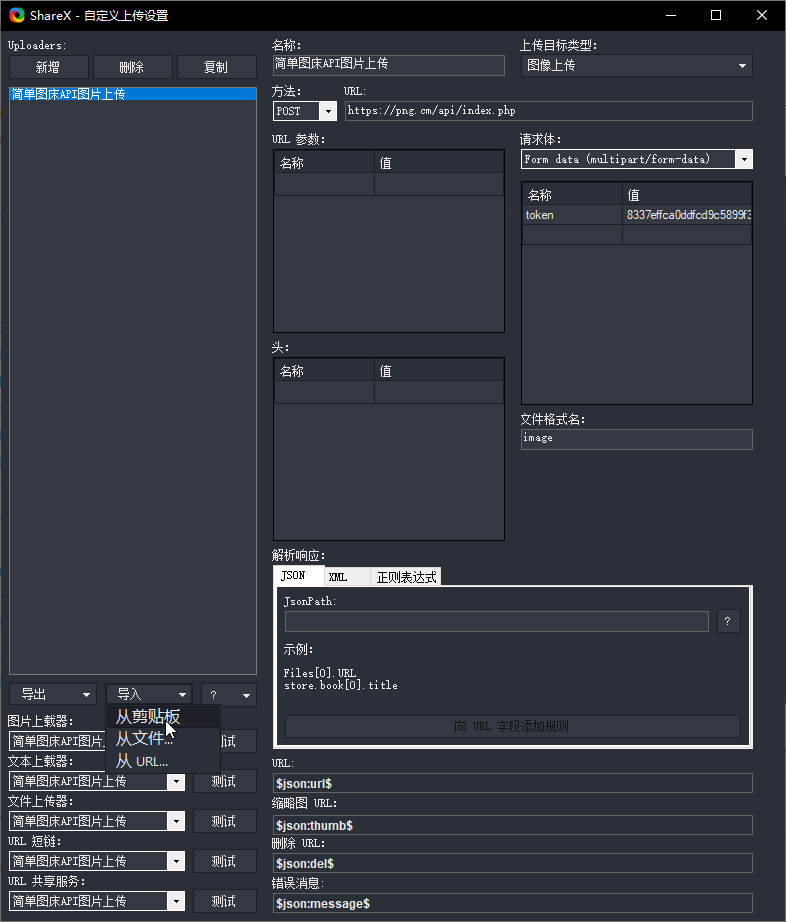 ShareX - 自定义上传设置
Uploaders:
新增 删除 复制
简单图床API图片上传
导出 导入 ?
从剪贴板
从文件...
从 URL...
图片上载器:
简单图床API图片上传 测试
文本上载器:
简单图床API图片上传 测试
文件上传器:
简单图床API图片上传 测试
URL 短链:
简单图床API图片上传 测试
URL 共享服务:
简单图床API图片上传 测试
名称:
简单图床API图片上传
上传目标类型:
图像上传
方法: URL:
POST https://png.cm/api/index.php
URL 参数:
名称 值
头:
名称 值
请求体:
Form data (multipart/form-data)
名称 值
token 8337effca0ddfcd9c5899f3
文件格式名:
image
解析响应:
JSON XML 正则表达式
JsonPath:
?
示例:
Files[0].URL
store.book[0].title
向 URL 字段添加规则
URL:
$json:url$
缩略图 URL:
$json:thumb$
删除 URL:
$json:del$
错误消息:
$json:message$